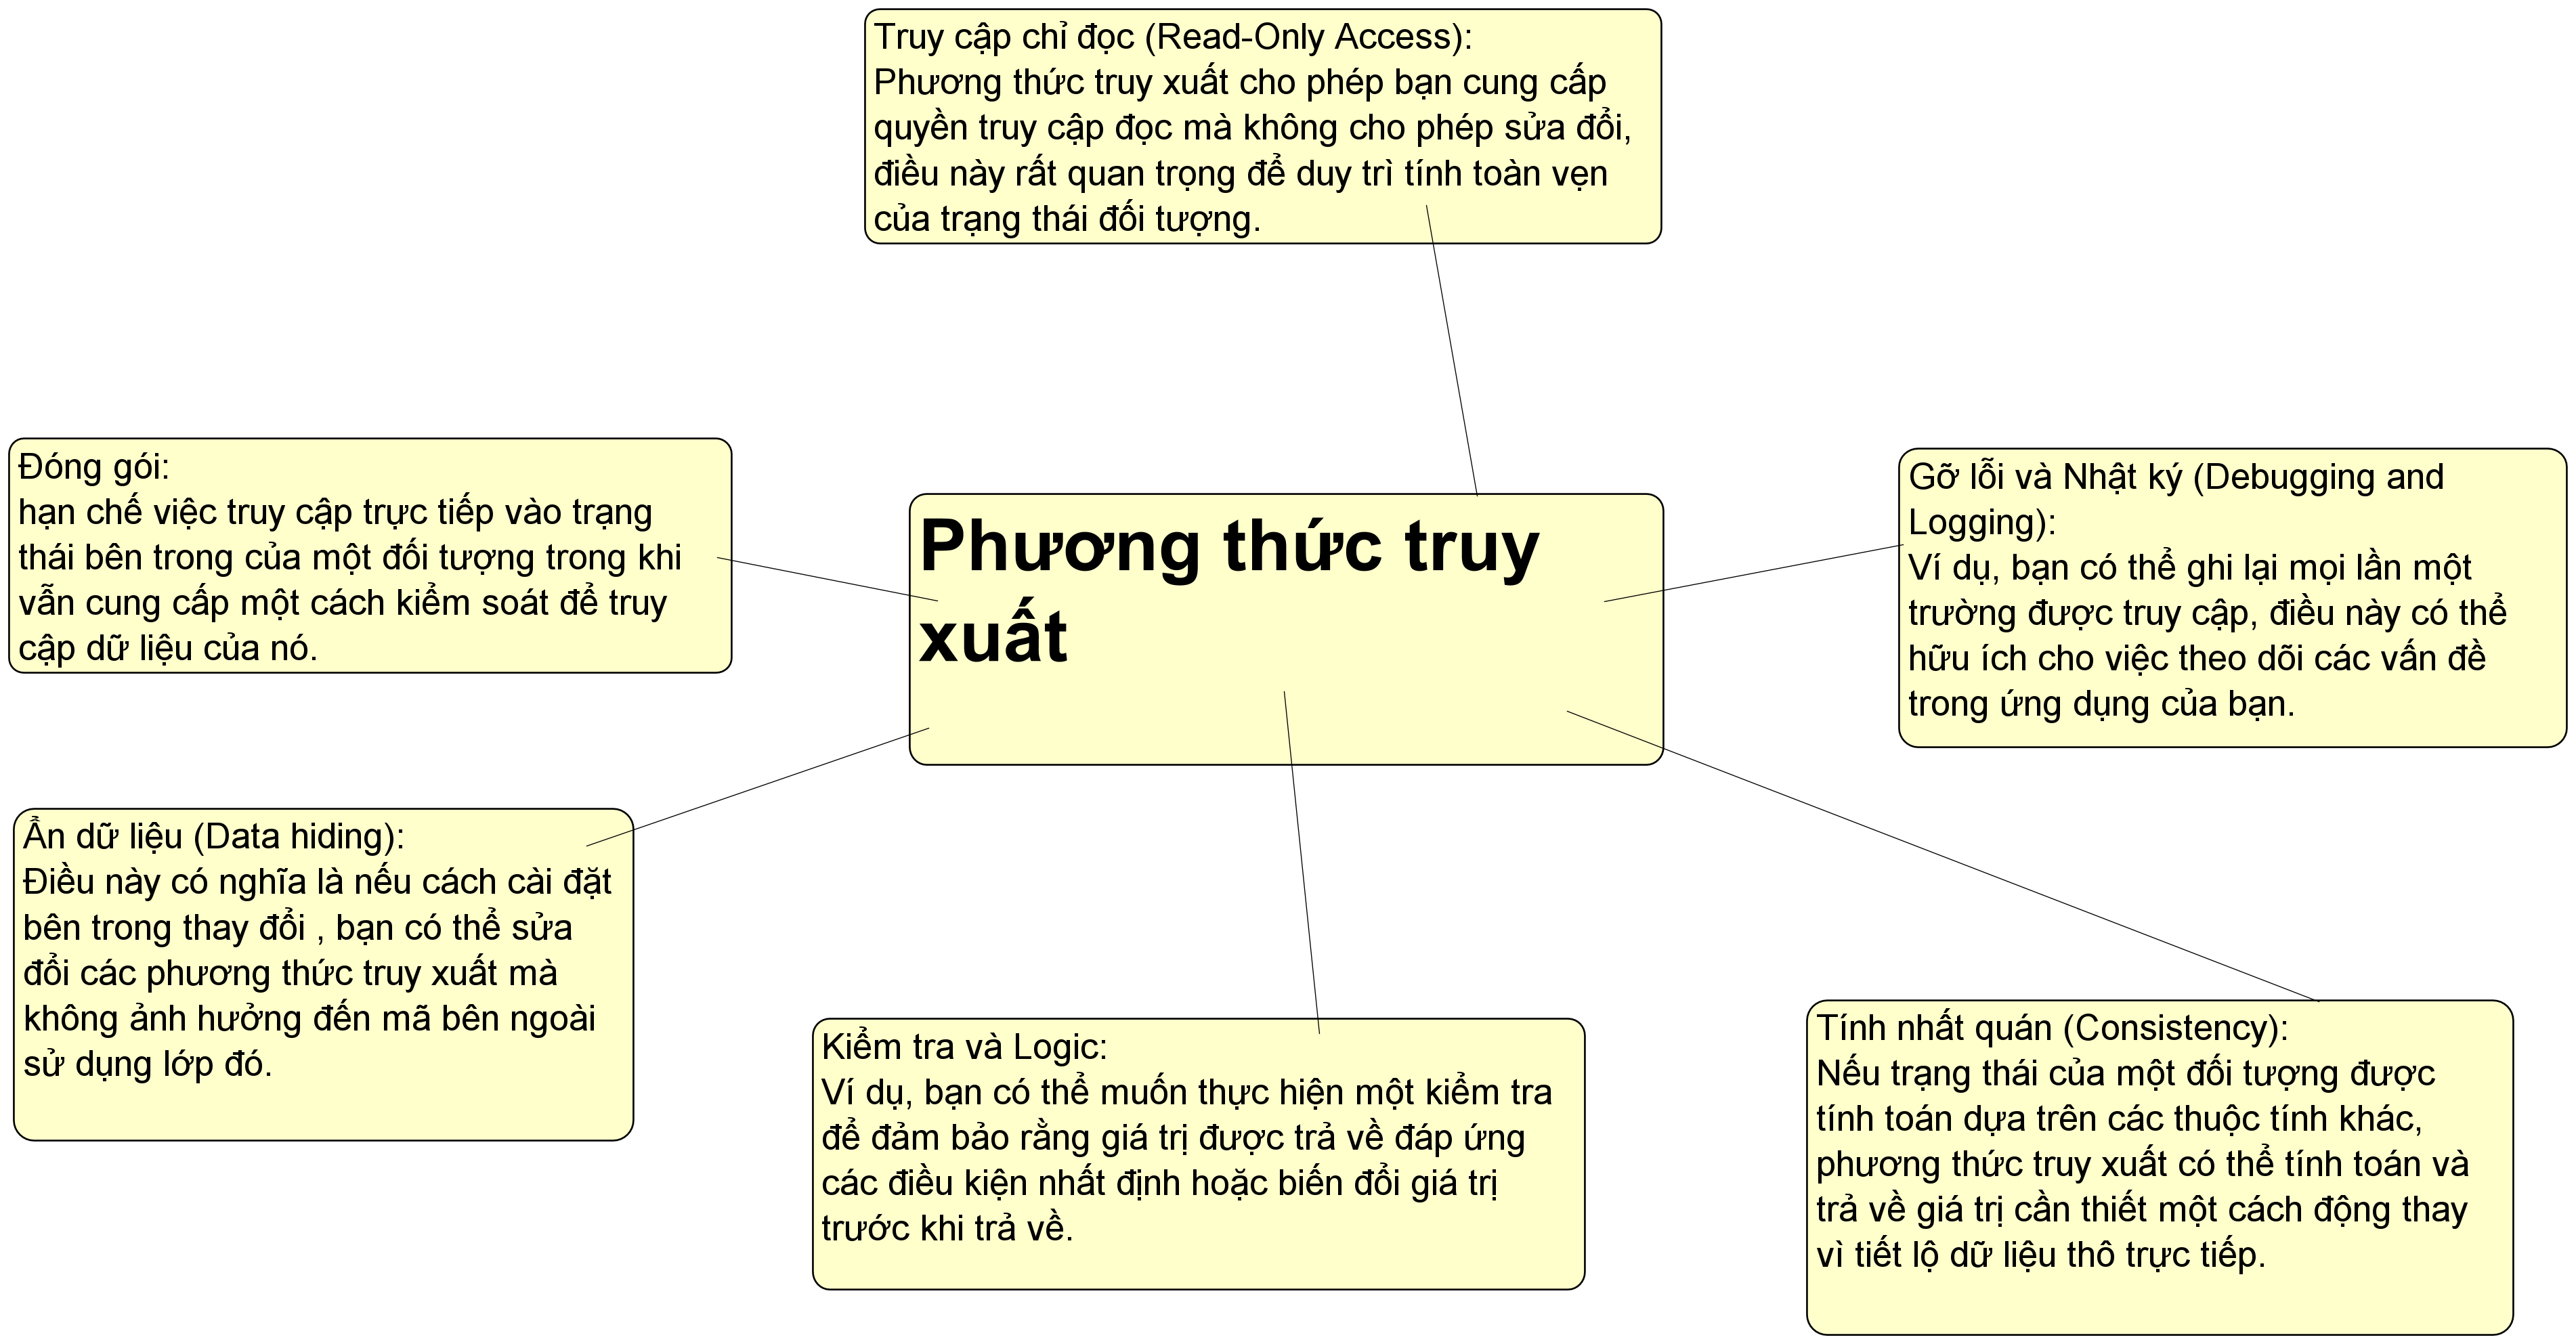 Truy cập chỉ đọc (Read-Only Access):
Phương thức truy xuất cho phép bạn cung cấp
quyền truy cập đọc mà không cho phép sửa đổi,
điều này rất quan trọng để duy trì tính toàn vẹn
của trạng thái đối tượng.
Đóng gói:
hạn chế việc truy cập trực tiếp vào trạng
thái bên trong của một đối tượng trong khi
vẫn cung cấp một cách kiểm soát để truy
cập dữ liệu của nó.
Phương thức truy
xuất
Gỡ lỗi và Nhật ký (Debugging and
Logging):
Ví dụ, bạn có thể ghi lại mọi lần một
trường được truy cập, điều này có thể
hữu ích cho việc theo dõi các vấn đề
trong ứng dụng của bạn.
Ẩn dữ liệu (Data hiding):
Điều này có nghĩa là nếu cách cài đặt
bên trong thay đổi , bạn có thể sửa
đổi các phương thức truy xuất mà
không ảnh hưởng đến mã bên ngoài
sử dụng lớp đó.
Kiểm tra và Logic:
Ví dụ, bạn có thể muốn thực hiện một kiểm tra
để đảm bảo rằng giá trị được trả về đáp ứng
các điều kiện nhất định hoặc biến đổi giá trị
trước khi trả về.
Tính nhất quán (Consistency):
Nếu trạng thái của một đối tượng được
tính toán dựa trên các thuộc tính khác,
phương thức truy xuất có thể tính toán và
trả về giá trị cần thiết một cách động thay
vì tiết lộ dữ liệu thô trực tiếp.